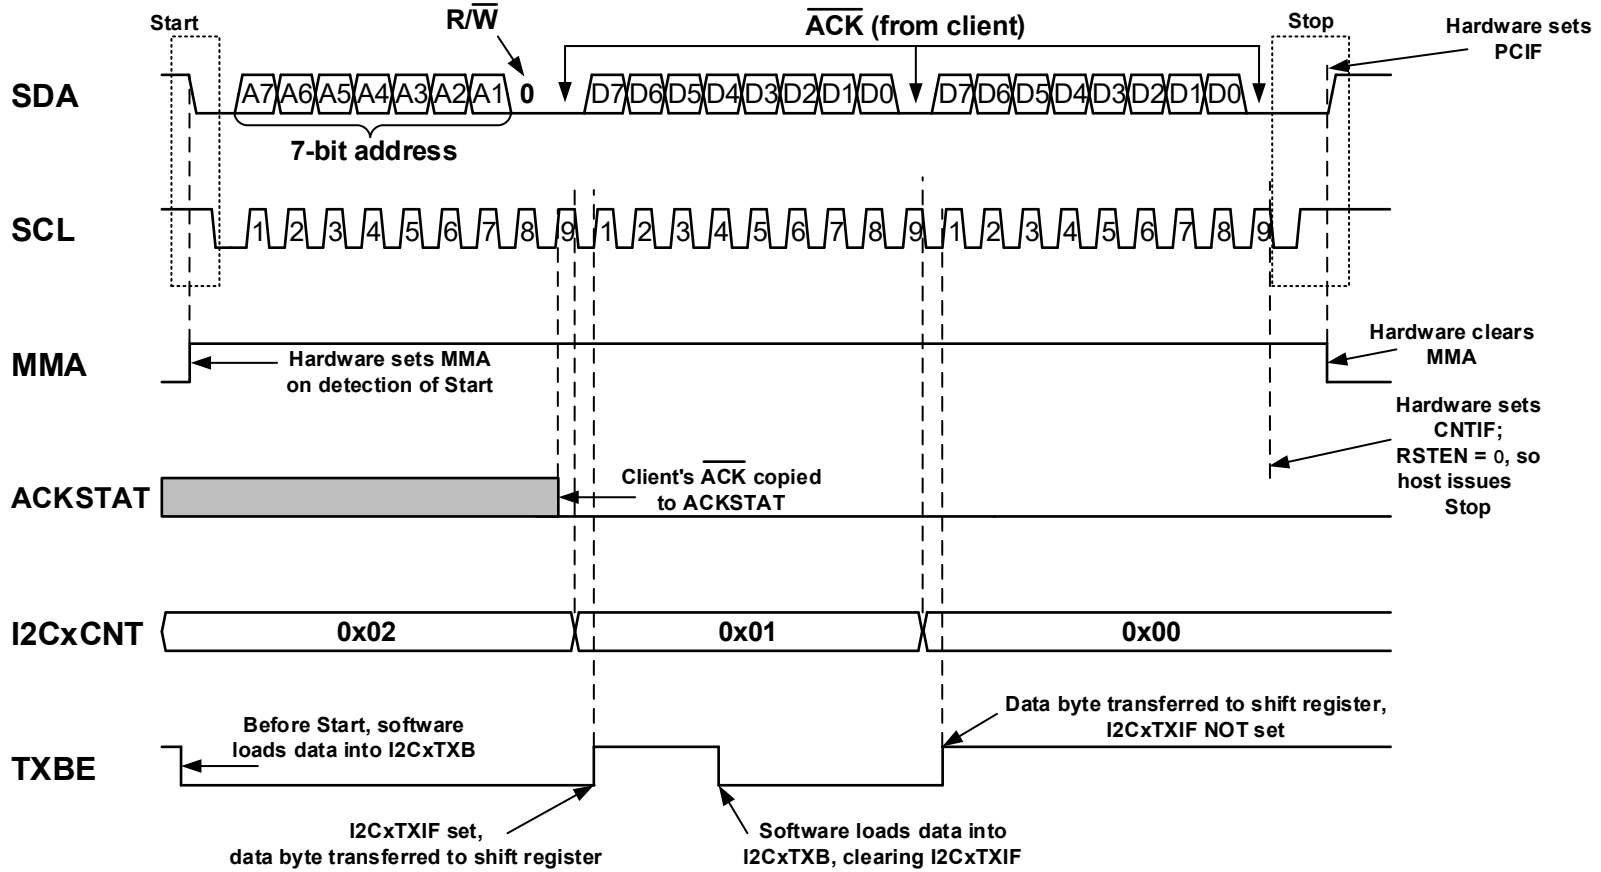 Start
R/W
ACK (from client)
Stop
Hardware sets
PCIF
SDA
A7 A6 A5 A4 A3 A2 A1 0 D7 D6 D5 D4 D3 D2 D1 D0 D7 D6 D5 D4 D3 D2 D1 D0
7-bit address
SCL
1 2 3 4 5 6 7 8 9 1 2 3 4 5 6 7 8 9 1 2 3 4 5 6 7 8 9
MMA
Hardware sets MMA
on detection of Start
Hardware clears
MMA
Hardware sets
CNTIF;
RSTEN = 0, so
host issues
Stop
ACKSTAT
Client's ACK copied
to ACKSTAT
I2CxCNT
0x02
0x01
0x00
TXBE
Before Start, software
loads data into I2CxTXB
Data byte transferred to shift register,
I2CxTXIF NOT set
I2CxTXIF set,
data byte transferred to shift register
Software loads data into
I2CxTXB, clearing I2CxTXIF